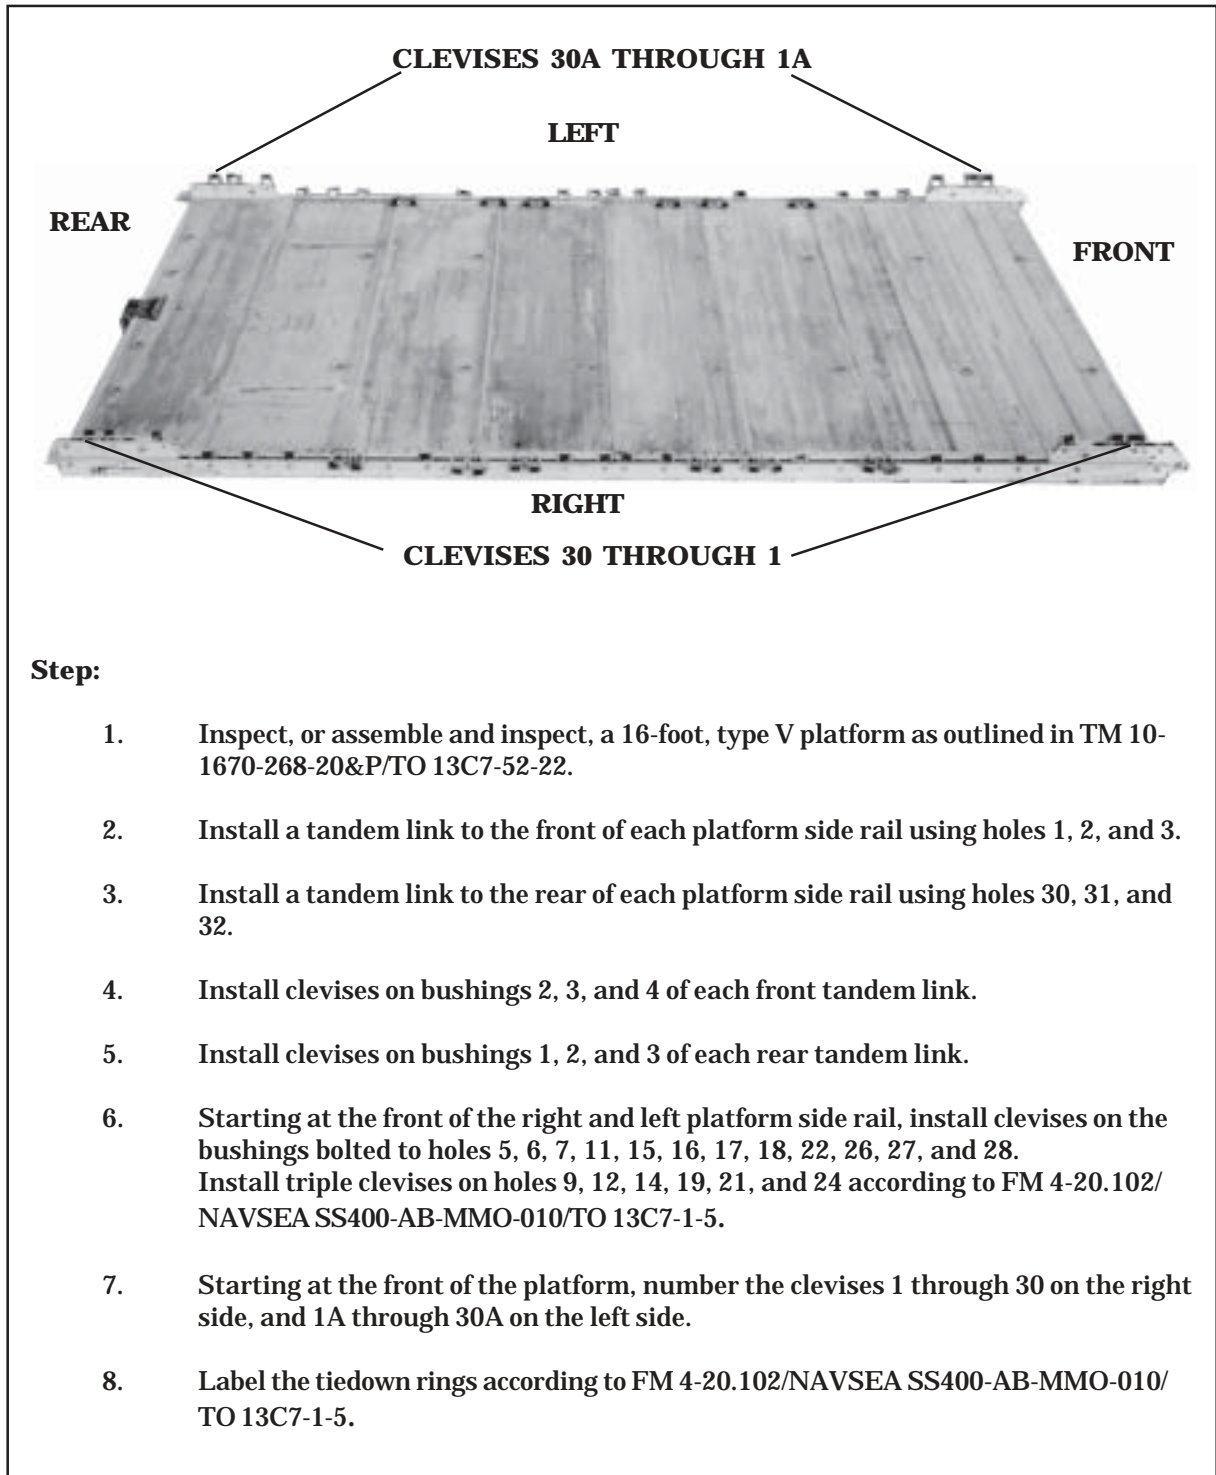 CLEVISES 30A THROUGH 1A
LEFT
REAR
FRONT
RIGHT
CLEVISES 30 THROUGH 1
Step:
1. Inspect, or assemble and inspect, a 16-foot, type V platform as outlined in TM 10-
1670-268-20&P/TO 13C7-52-22.
2. Install a tandem link to the front of each platform side rail using holes 1, 2, and 3.
3. Install a tandem link to the rear of each platform side rail using holes 30, 31, and
32.
4. Install clevises on bushings 2, 3, and 4 of each front tandem link.
5. Install clevises on bushings 1, 2, and 3 of each rear tandem link.
6. Starting at the front of the right and left platform side rail, install clevises on the
bushings bolted to holes 5, 6, 7, 11, 15, 16, 17, 18, 22, 26, 27, and 28.
Install triple clevises on holes 9, 12, 14, 19, 21, and 24 according to FM 4-20.102/
NAVSEA SS400-AB-MMO-010/TO 13C7-1-5.
7. Starting at the front of the platform, number the clevises 1 through 30 on the right
side, and 1A through 30A on the left side.
8. Label the tiedown rings according to FM 4-20.102/NAVSEA SS400-AB-MMO-010/
TO 13C7-1-5.